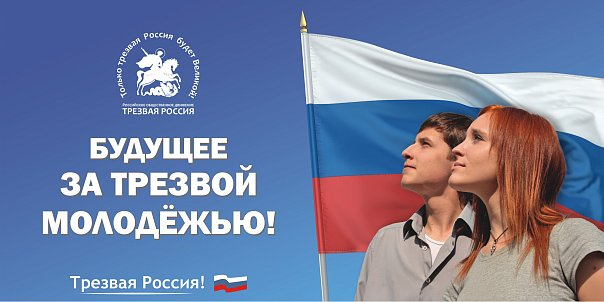 Только трезвая Россия будет Великой!
Российское общественное движение
ТРЕЗВАЯ РОССИЯ
БУДУЩЕЕ
ЗА ТРЕЗВОЙ
МОЛОДЁЖЬЮ!
Трезвая Россия!